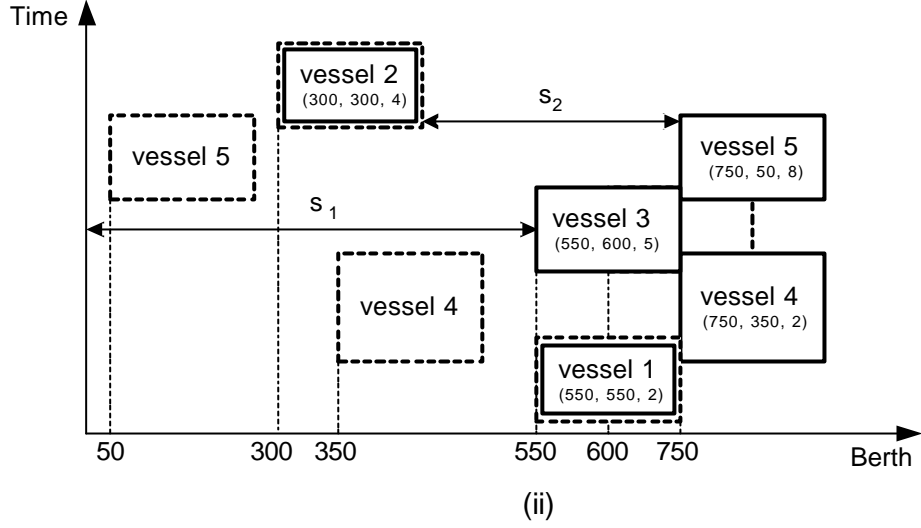 Time
vessel 2
(300, 300, 4)
s2
vessel 5
vessel 5
(750, 50, 8)
s1
vessel 3
(550, 600, 5)
vessel 4
vessel 4
(750, 350, 2)
vessel 1
(550, 550, 2)
50 300 350 550 600 750
Berth
(ii)